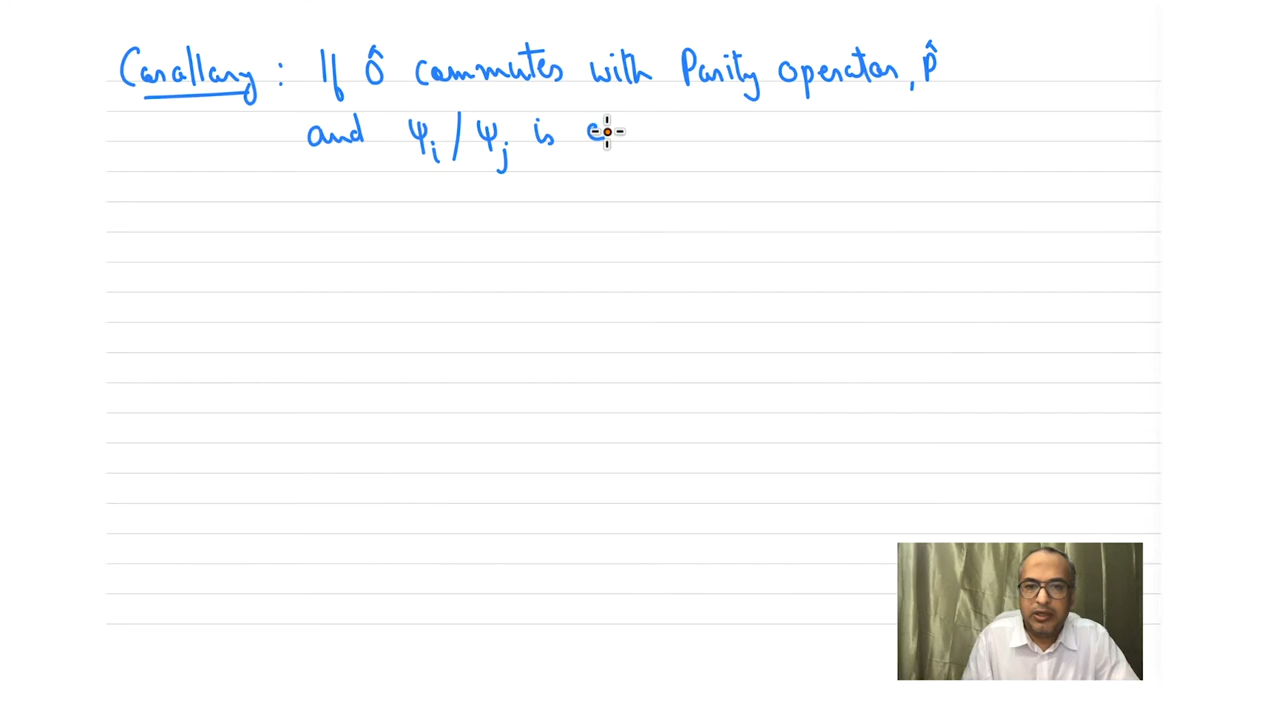 Corollary : If Ô commutes with Parity operator, P̂
and ψi / ψj is e